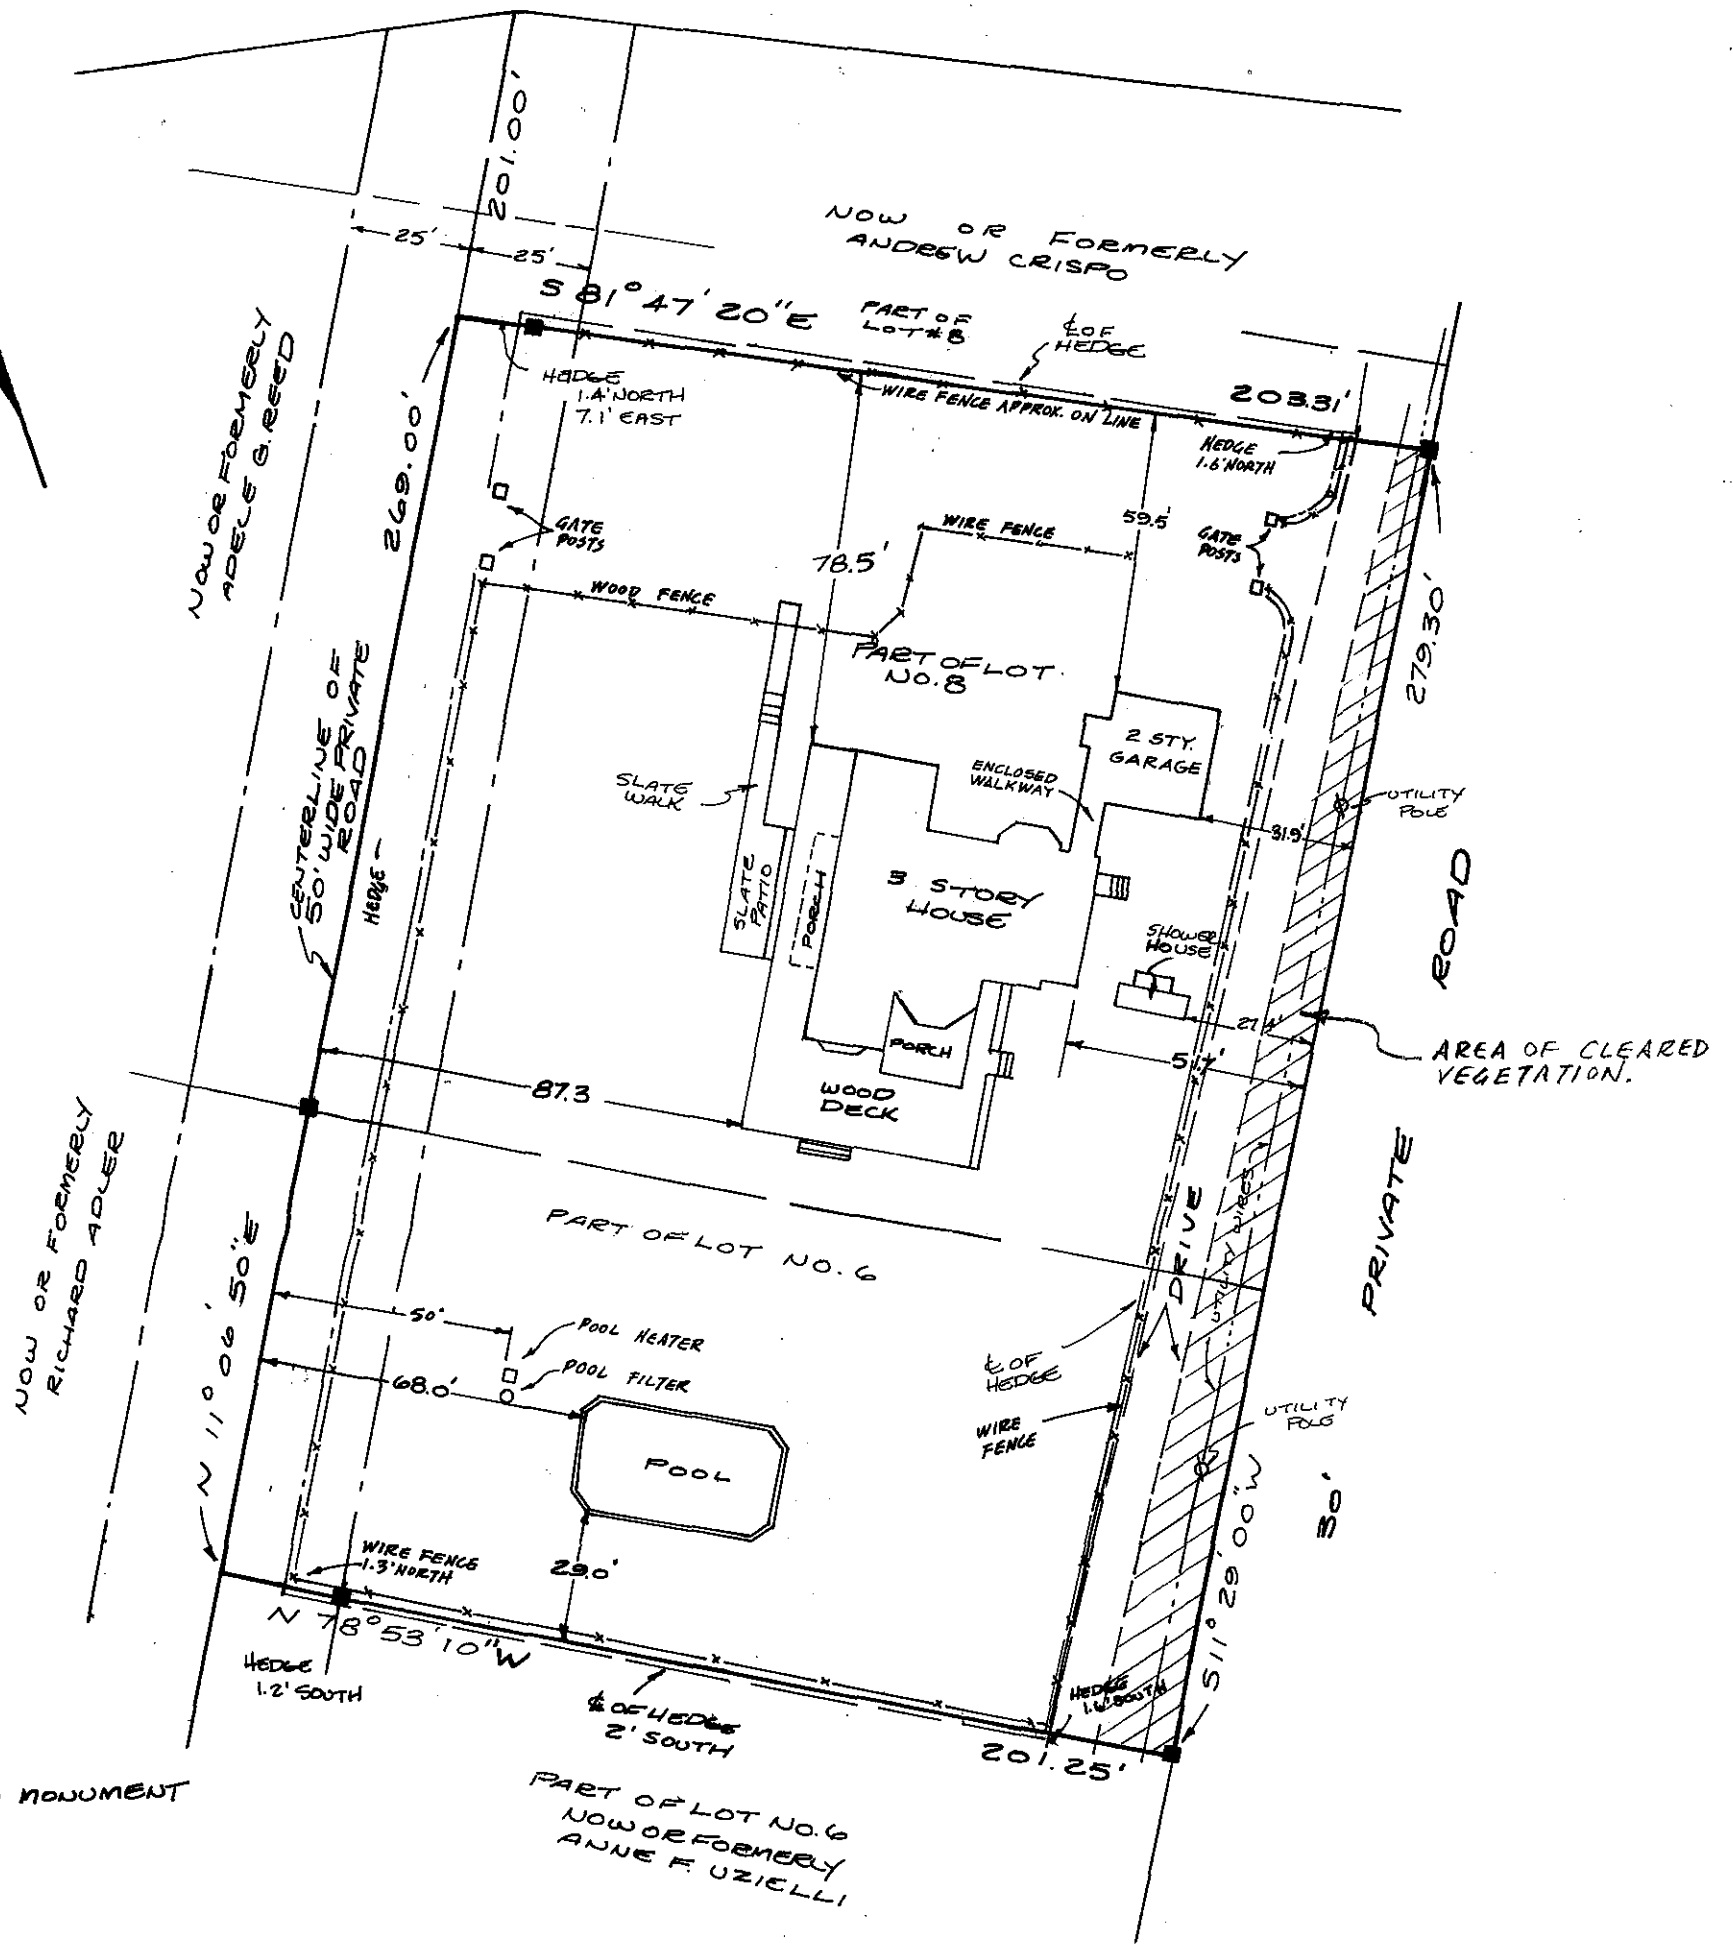 201.00'
25'
25'
NOW OR FORMERLY
ANDREW CRISPO
S 81° 47' 20" E
PART OF
LOT # 8
℄ OF
HEDGE
203.31'
HEDGE
1.4' NORTH
7.1' EAST
WIRE FENCE APPROX. ON LINE
HEDGE
1.6' NORTH
NOW OR FORMERLY
ADELE G. REED
269.00'
GATE
POSTS
78.5'
WIRE FENCE
59.5'
GATE
POSTS
279.30'
WOOD FENCE
PART OF LOT
NO. 8
CENTERLINE OF
50' WIDE PRIVATE
ROAD
HEDGE
SLATE
WALK
2 STY.
GARAGE
ENCLOSED
WALKWAY
UTILITY
POLE
31.9'
SLATE
PATIO
PORCH
3 STORY
HOUSE
SHOWER
HOUSE
PRIVATE ROAD
27.4'
AREA OF CLEARED
VEGETATION.
PORCH
WOOD
DECK
87.3
NOW OR FORMERLY
RICHARD ADLER
PART OF LOT NO. 6
DRIVE
UTILITY WIRES
N 11° 06' 50" E
50'
POOL HEATER
68.0'
POOL FILTER
POOL
℄ OF
HEDGE
WIRE
FENCE
UTILITY
POLE
30'
S 11° 29' 00" W
WIRE FENCE
1.3' NORTH
29.0'
N 78° 53' 10" W
HEDGE
1.2' SOUTH
HEDGE
1.6' SOUTH
℄ OF HEDGE
2' SOUTH
201.25'
MONUMENT
PART OF LOT NO. 6
NOW OR FORMERLY
ANNE F. UZIELLI